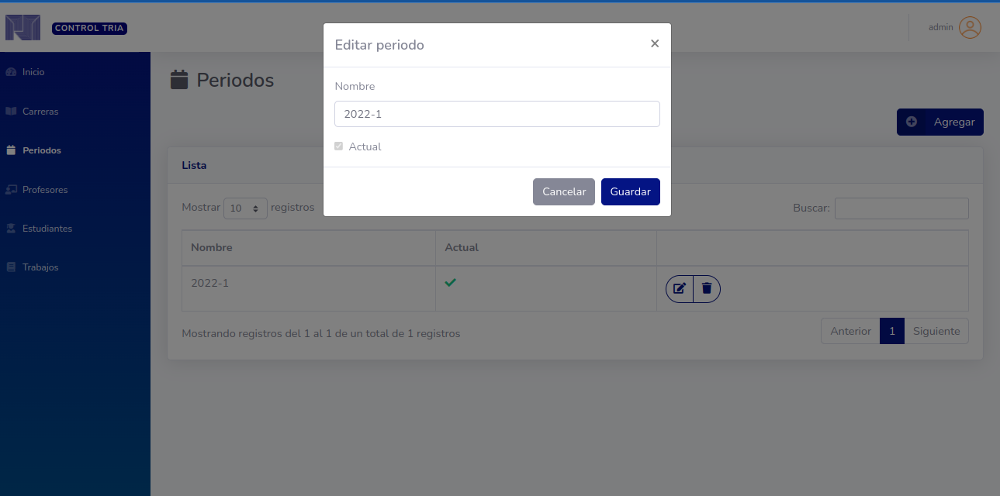 CONTROL TRIA
admin
Inicio
Carreras
Periodos
Profesores
Estudiantes
Trabajos
Periodos
Agregar
Lista
Mostrar 10 registros
Buscar:
Nombre Actual
2022-1
Mostrando registros del 1 al 1 de un total de 1 registros
Anterior 1 Siguiente
Editar periodo ×
Nombre
2022-1
Actual
Cancelar Guardar